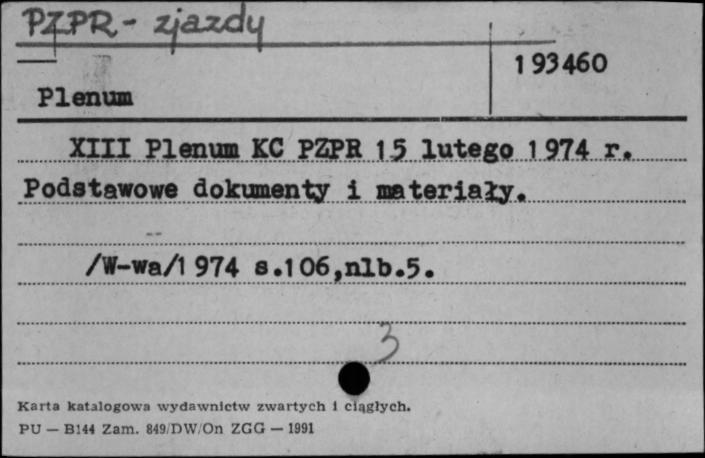 PZPR - zjazdy
193460
Plenum
XIII Plenum KC PZPR 15 lutego 1974 r.
Podstawowe dokumenty i materiały.
/W-wa/1974 s.106,nlb.5.
3
Karta katalogowa wydawnictw zwartych i ciągłych.
PU — B144 Zam. 849/DW/On ZGG — 1991